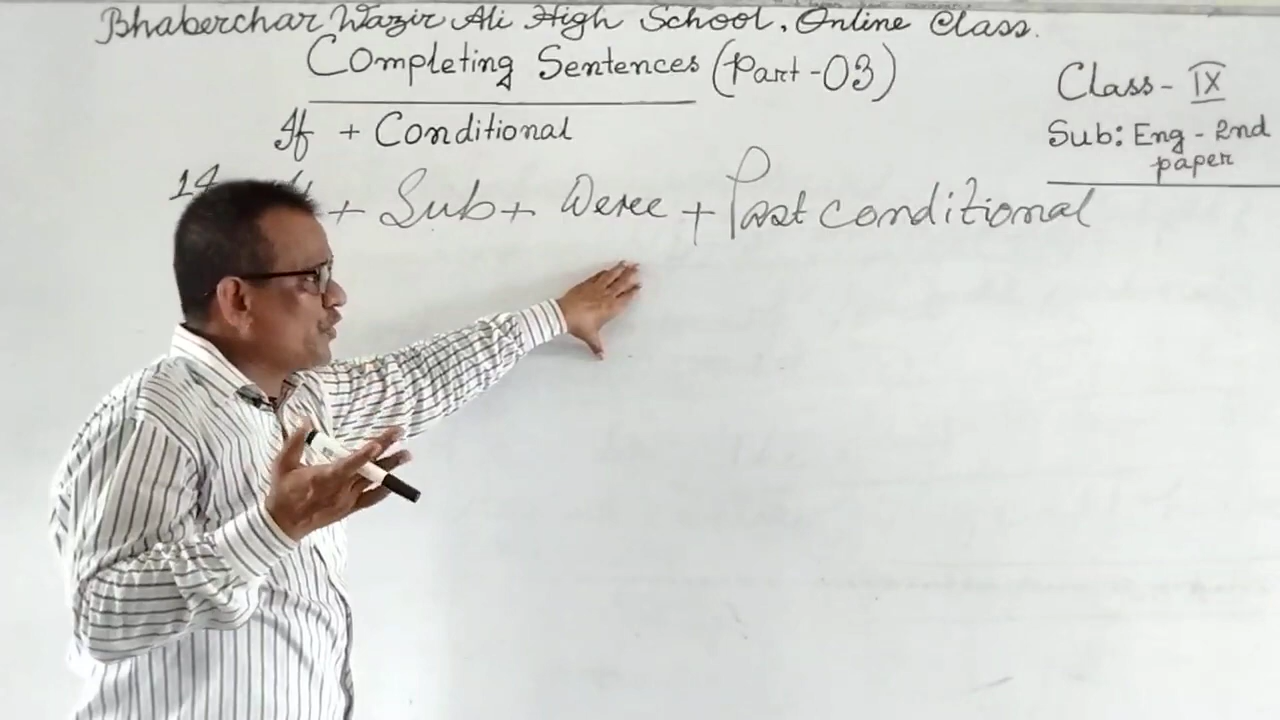 Bhaberchar Wazir Ali High School, Online Class.
Completing Sentences (Part-03)
Class - IX
Sub: Eng - 2nd
paper
If + Conditional
14 + Sub + Were + Past conditional